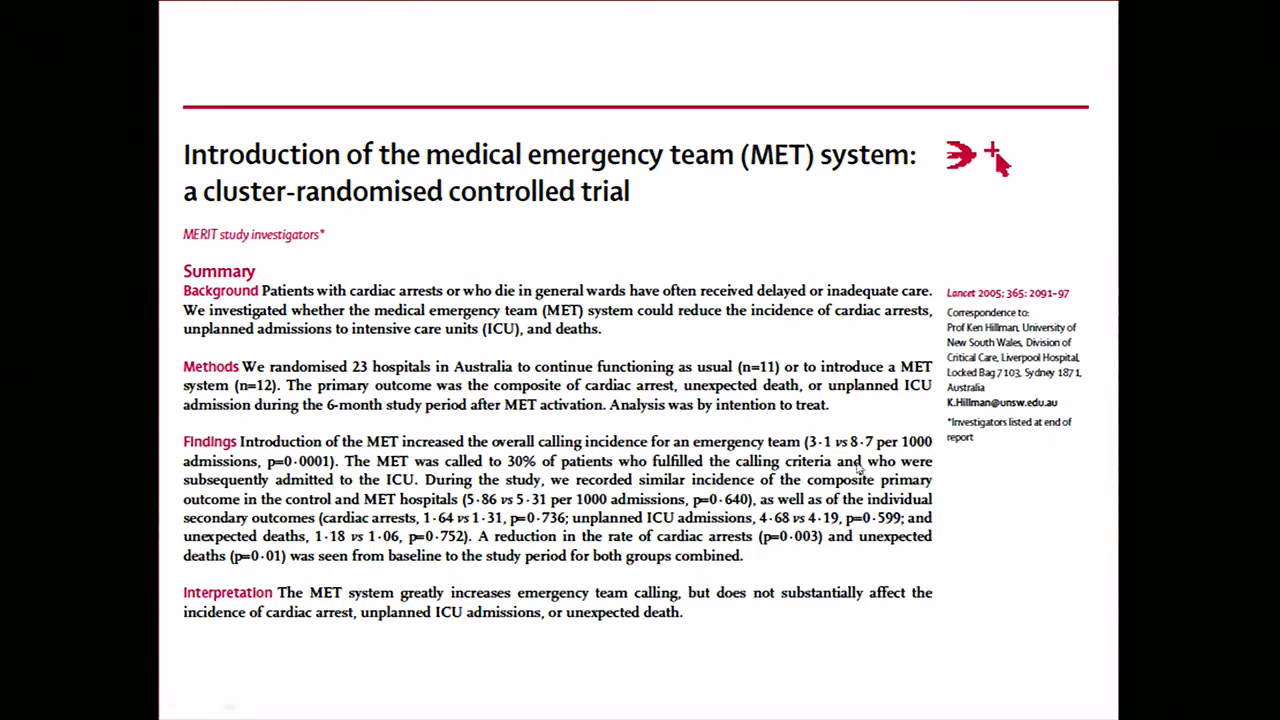 Introduction of the medical emergency team (MET) system:
a cluster-randomised controlled trial
MERIT study investigators*
Summary
Background Patients with cardiac arrests or who die in general wards have often received delayed or inadequate care.
We investigated whether the medical emergency team (MET) system could reduce the incidence of cardiac arrests,
unplanned admissions to intensive care units (ICU), and deaths.
Methods We randomised 23 hospitals in Australia to continue functioning as usual (n=11) or to introduce a MET
system (n=12). The primary outcome was the composite of cardiac arrest, unexpected death, or unplanned ICU
admission during the 6-month study period after MET activation. Analysis was by intention to treat.
Findings Introduction of the MET increased the overall calling incidence for an emergency team (3·1 vs 8·7 per 1000
admissions, p=0·0001). The MET was called to 30% of patients who fulfilled the calling criteria and who were
subsequently admitted to the ICU. During the study, we recorded similar incidence of the composite primary
outcome in the control and MET hospitals (5·86 vs 5·31 per 1000 admissions, p=0·640), as well as of the individual
secondary outcomes (cardiac arrests, 1·64 vs 1·31, p=0·736; unplanned ICU admissions, 4·68 vs 4·19, p=0·599; and
unexpected deaths, 1·18 vs 1·06, p=0·752). A reduction in the rate of cardiac arrests (p=0·003) and unexpected
deaths (p=0·01) was seen from baseline to the study period for both groups combined.
Interpretation The MET system greatly increases emergency team calling, but does not substantially affect the
incidence of cardiac arrest, unplanned ICU admissions, or unexpected death.
Lancet 2005; 365: 2091–97
Correspondence to:
Prof Ken Hillman, University of
New South Wales, Division of
Critical Care, Liverpool Hospital,
Locked Bag 7103, Sydney 1871,
Australia
K.Hillman@unsw.edu.au
*Investigators listed at end of
report